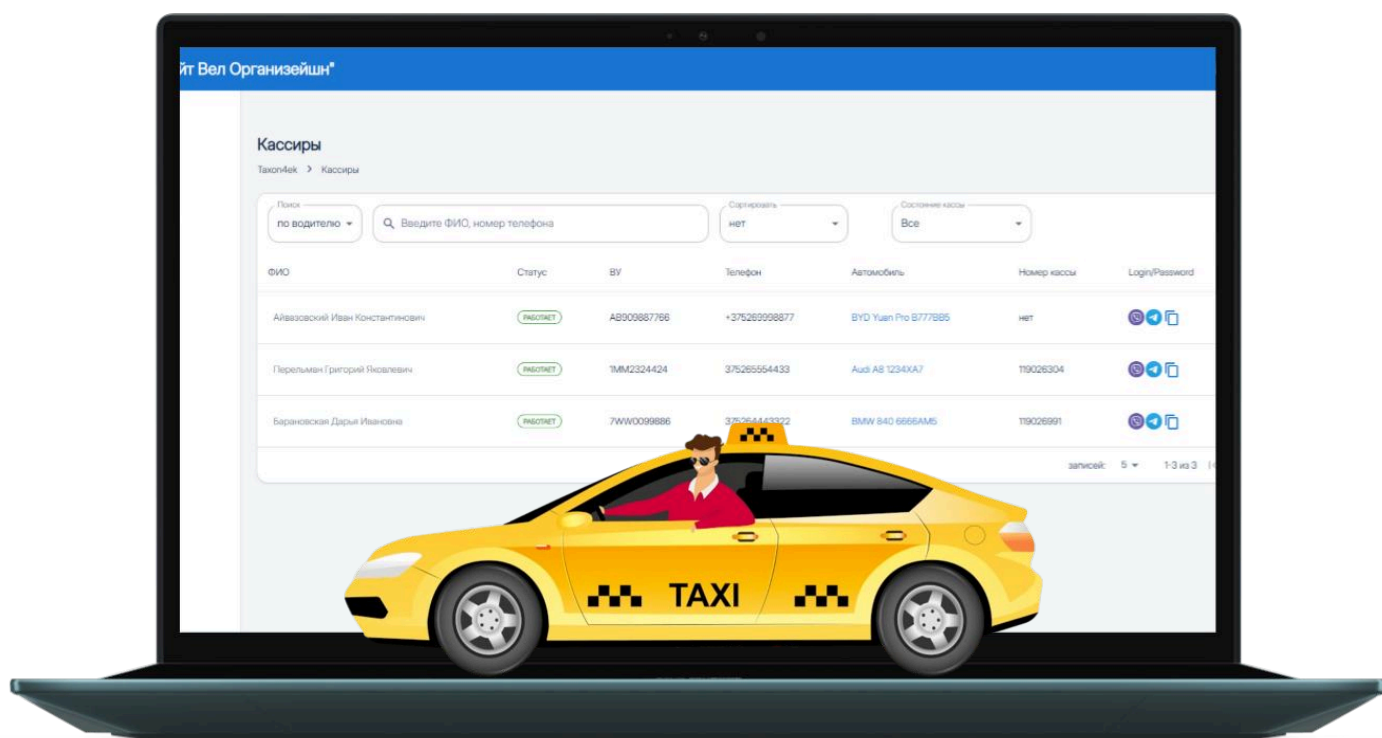 йт Вел Организейшн"
Кассиры
Taxon4ek > Кассиры
Поиск
по водителю
Введите ФИО, номер телефона
Сортировать
нет
Состояние кассы
Все
ФИО Статус ВУ Телефон Автомобиль Номер кассы Login/Password
Айвазовский Иван Константинович РАБОТАЕТ AB909887766 +375269998877 BYD Yuan Pro B777BB5 нет
Перельман Григорий Яковлевич РАБОТАЕТ 1MM2324424 375265554433 Audi A8 1234XA7 119026304
Барановская Дарья Ивановна РАБОТАЕТ 7WW0099886 375264443322 BMW 840 6666AM5 119026991
записей: 5 1-3 из 3
TAXI